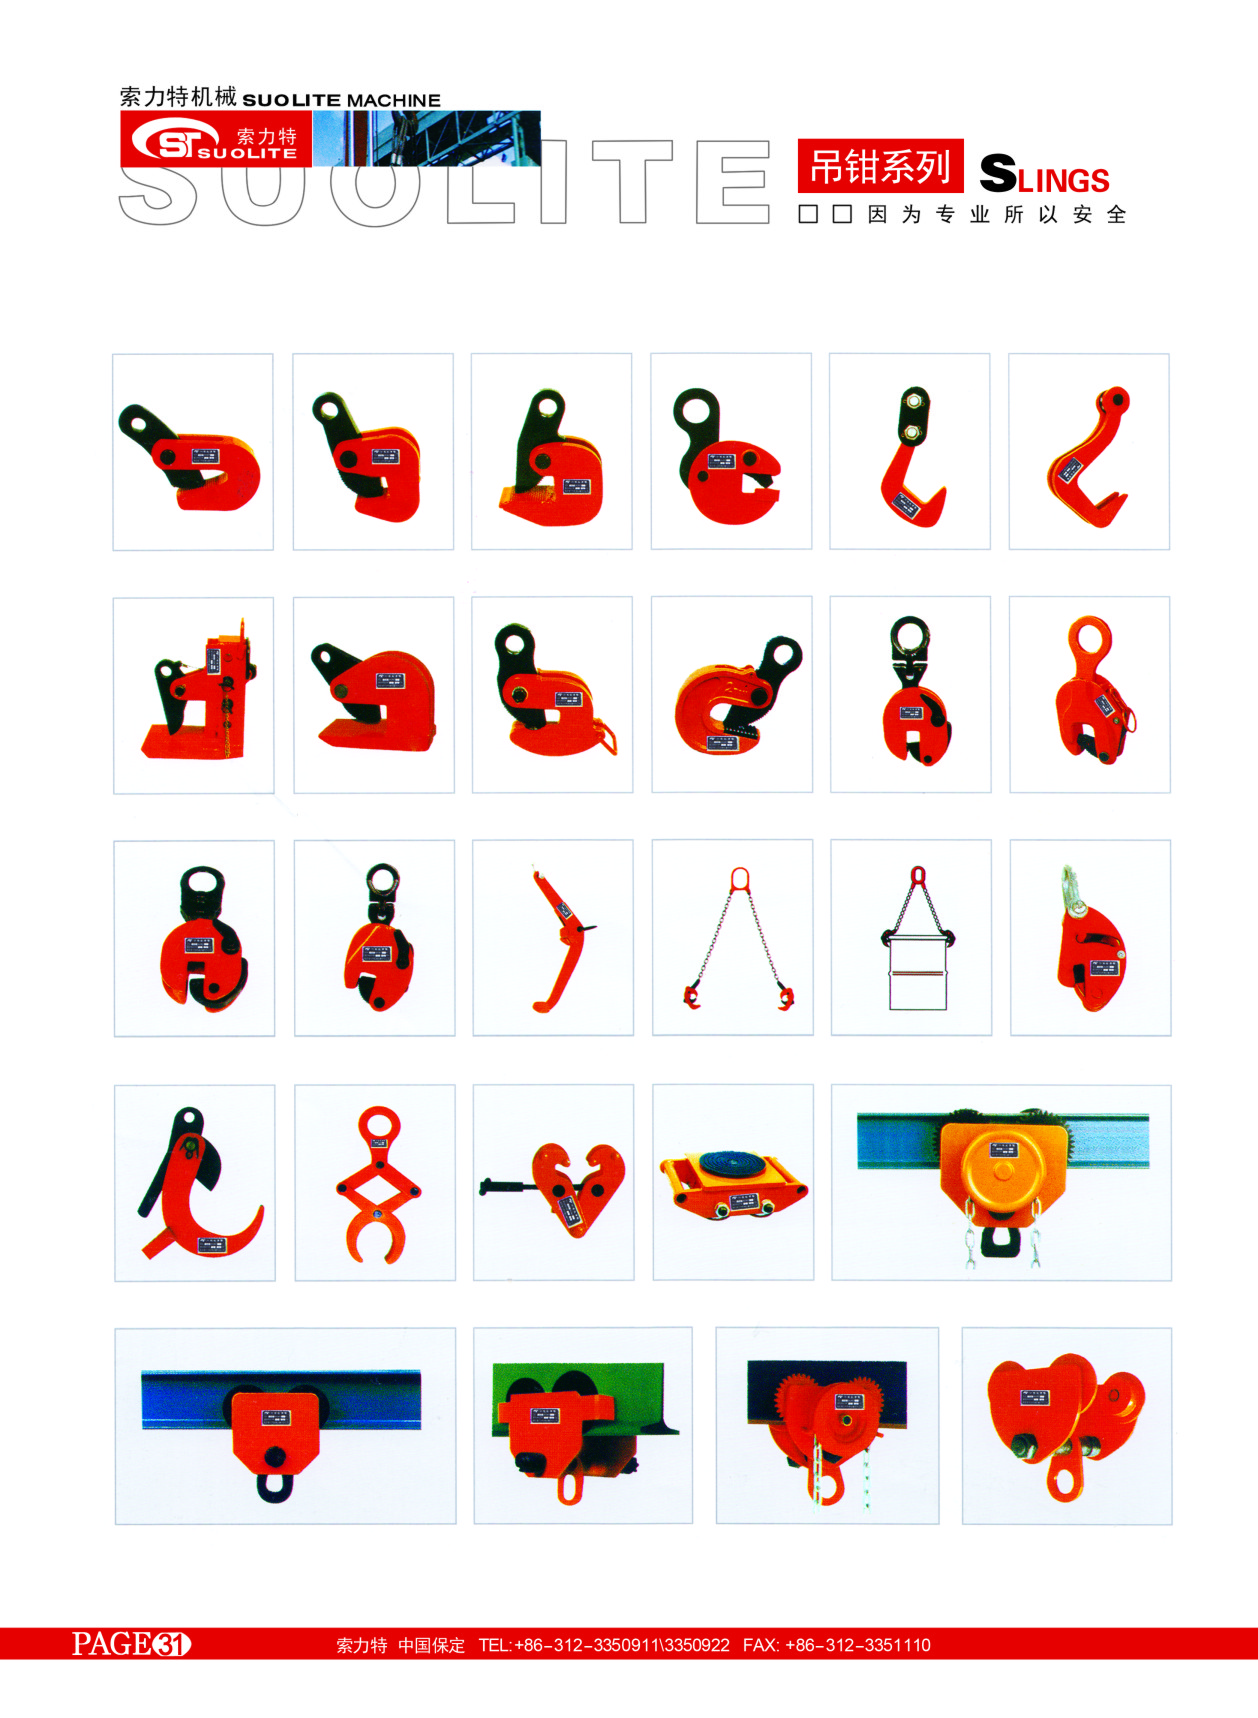 索力特机械 SUOLITE MACHINE
ST 索力特
SUOLITE
SUOLITE
吊钳系列 SLINGS
□□因为专业所以安全
PAGE 31 索力特 中国保定 TEL:+86-312-3350911\3350922 FAX: +86-312-3351110